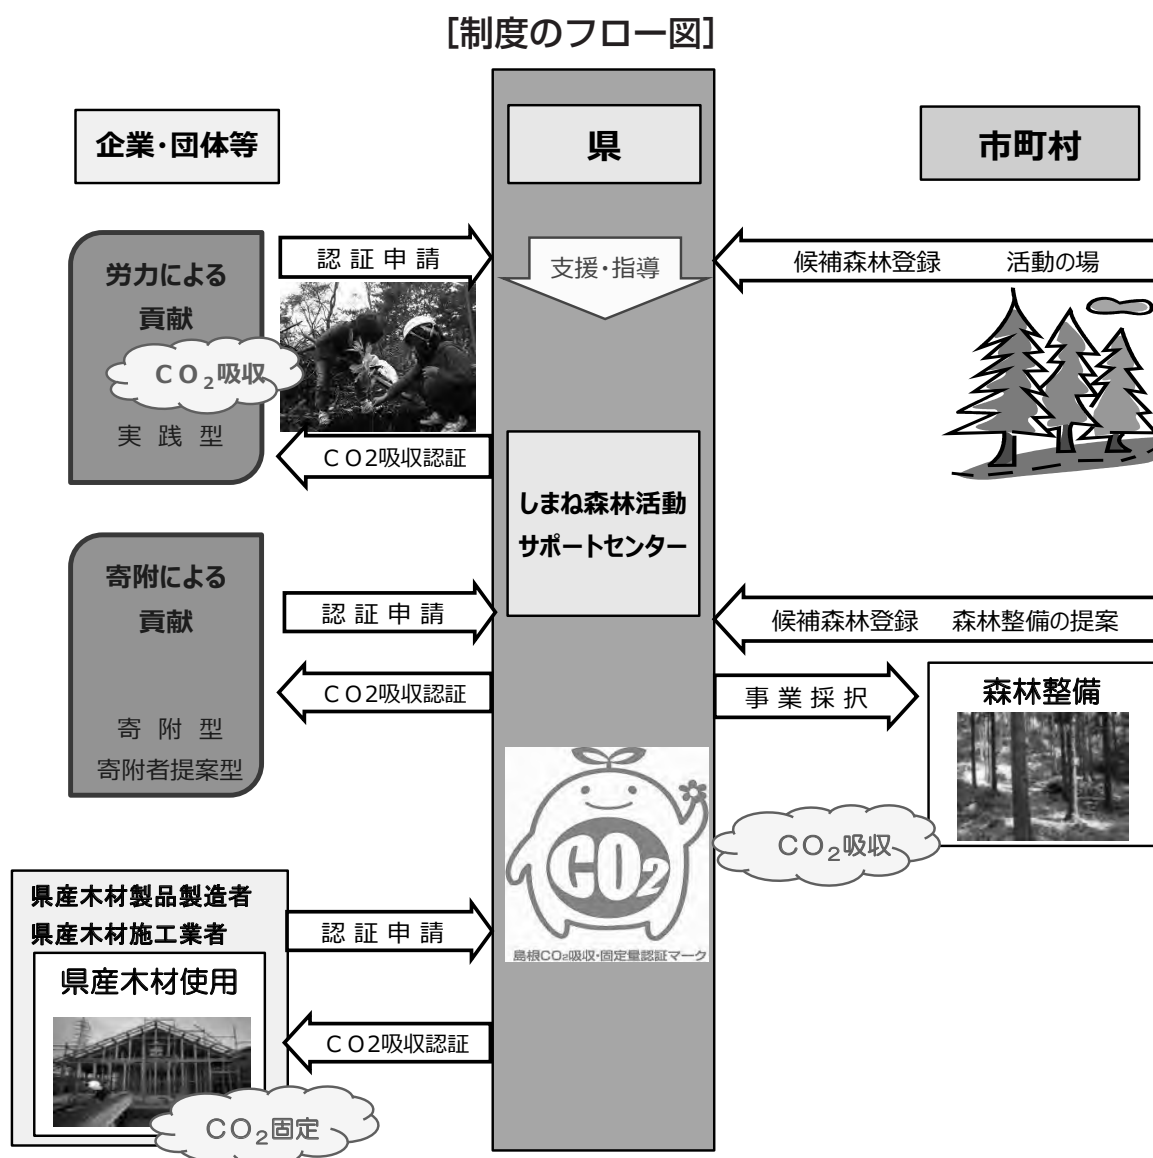 [制度のフロー図]
企業・団体等
県
市町村
労力による
貢献
CO₂吸収
実践型
認証申請
CO2吸収認証
支援・指導
候補森林登録 活動の場
しまね森林活動
サポートセンター
寄附による
貢献
寄附型
寄附者提案型
認証申請
CO2吸収認証
候補森林登録 森林整備の提案
事業採択
森林整備
CO₂吸収
CO₂
島根CO₂吸収・固定量認証マーク
県産木材製品製造者
県産木材施工業者
県産木材使用
CO₂固定
認証申請
CO2吸収認証